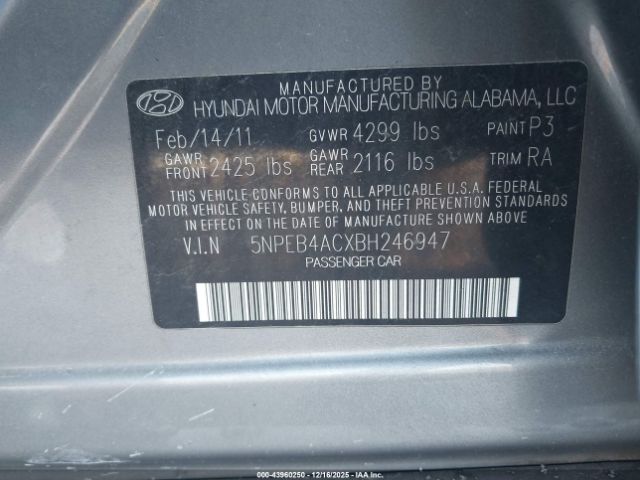 MANUFACTURED BY
HYUNDAI MOTOR MANUFACTURING ALABAMA, LLC
Feb/14/11 GVWR 4299 lbs PAINT P3
GAWR FRONT 2425 lbs GAWR REAR 2116 lbs TRIM RA
THIS VEHICLE CONFORMS TO ALL APPLICABLE U.S.A. FEDERAL
MOTOR VEHICLE SAFETY, BUMPER, AND THEFT PREVENTION STANDARDS
IN EFFECT ON THE DATE OF MANUFACTURE SHOWN ABOVE
V.I.N 5NPEB4ACXBH246947
PASSENGER CAR
00-43960250 - 12/16/2025 - IAA Inc.